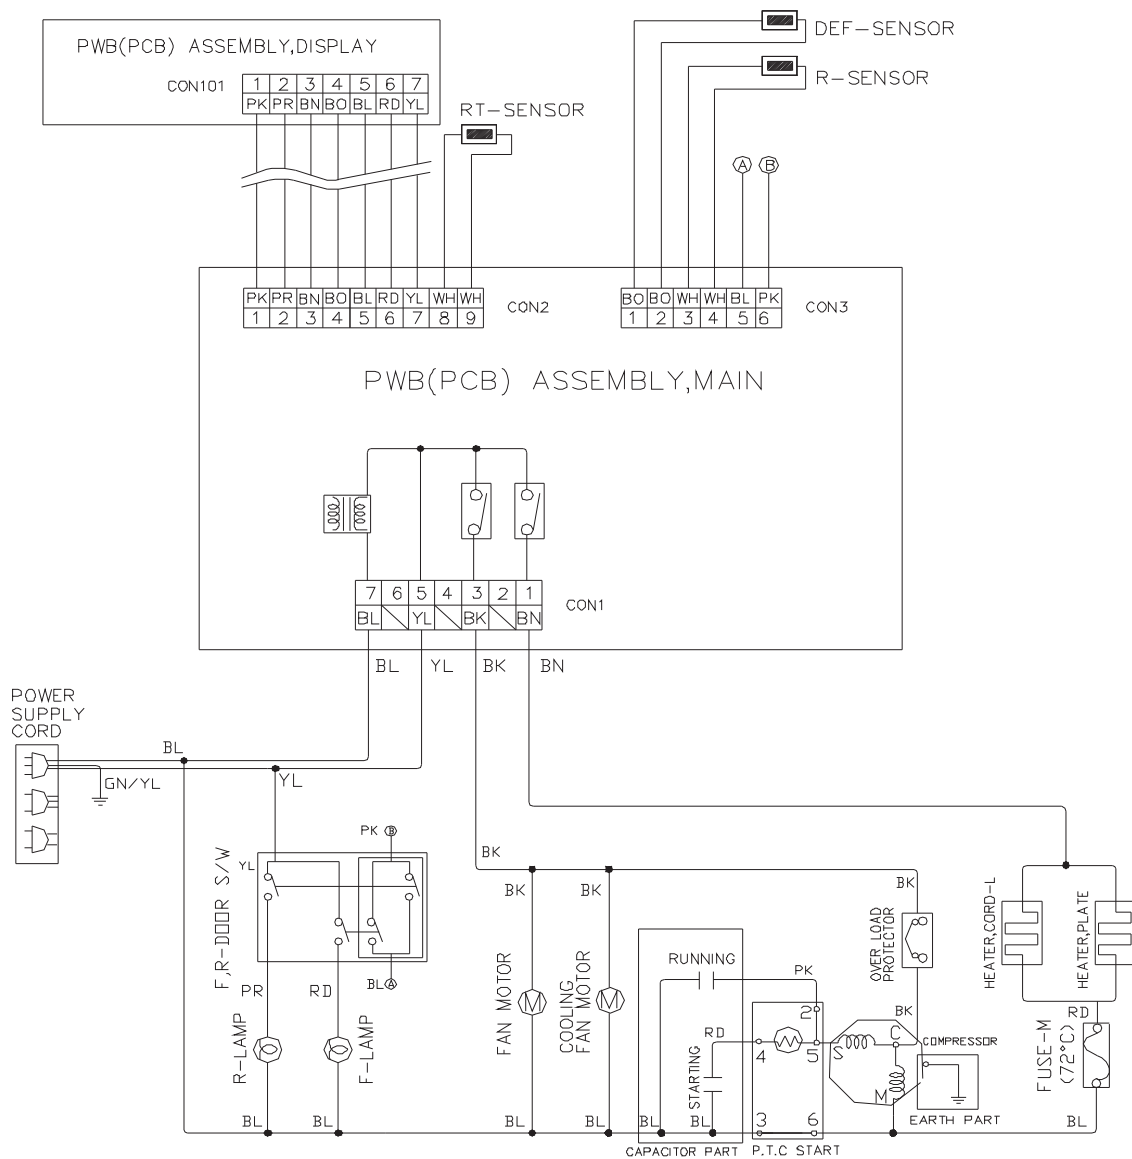 DEF-SENSOR
PWB(PCB) ASSEMBLY,DISPLAY
R-SENSOR
CON101
1 2 3 4 5 6 7
PK PR BN BO BL RD YL
RT-SENSOR
A B
PK PR BN BO BL RD YL WH WH
1 2 3 4 5 6 7 8 9
CON2
BO BO WH WH BL PK
1 2 3 4 5 6
CON3
PWB(PCB) ASSEMBLY,MAIN
7 6 5 4 3 2 1
BL YL BK BN
CON1
BL YL BK BN
POWER
SUPPLY
CORD
BL
GN/YL
YL
PK B
YL
F,R-DOOR S/W
BL A
PR RD
R-LAMP
F-LAMP
BL BL
BK
BK BK BK
FAN MOTOR
M
COOLING
FAN MOTOR
M
BL BL
RUNNING
PK
RD
STARTING
BL BL
CAPACITOR PART
2
4 5
3 6
P.T.C START
OVER LOAD
PROTECTOR
BK
S C
M
COMPRESSOR
EARTH PART
HEATER,CORD-L
HEATER,PLATE
RD
FUSE-M
(72°C)
BL